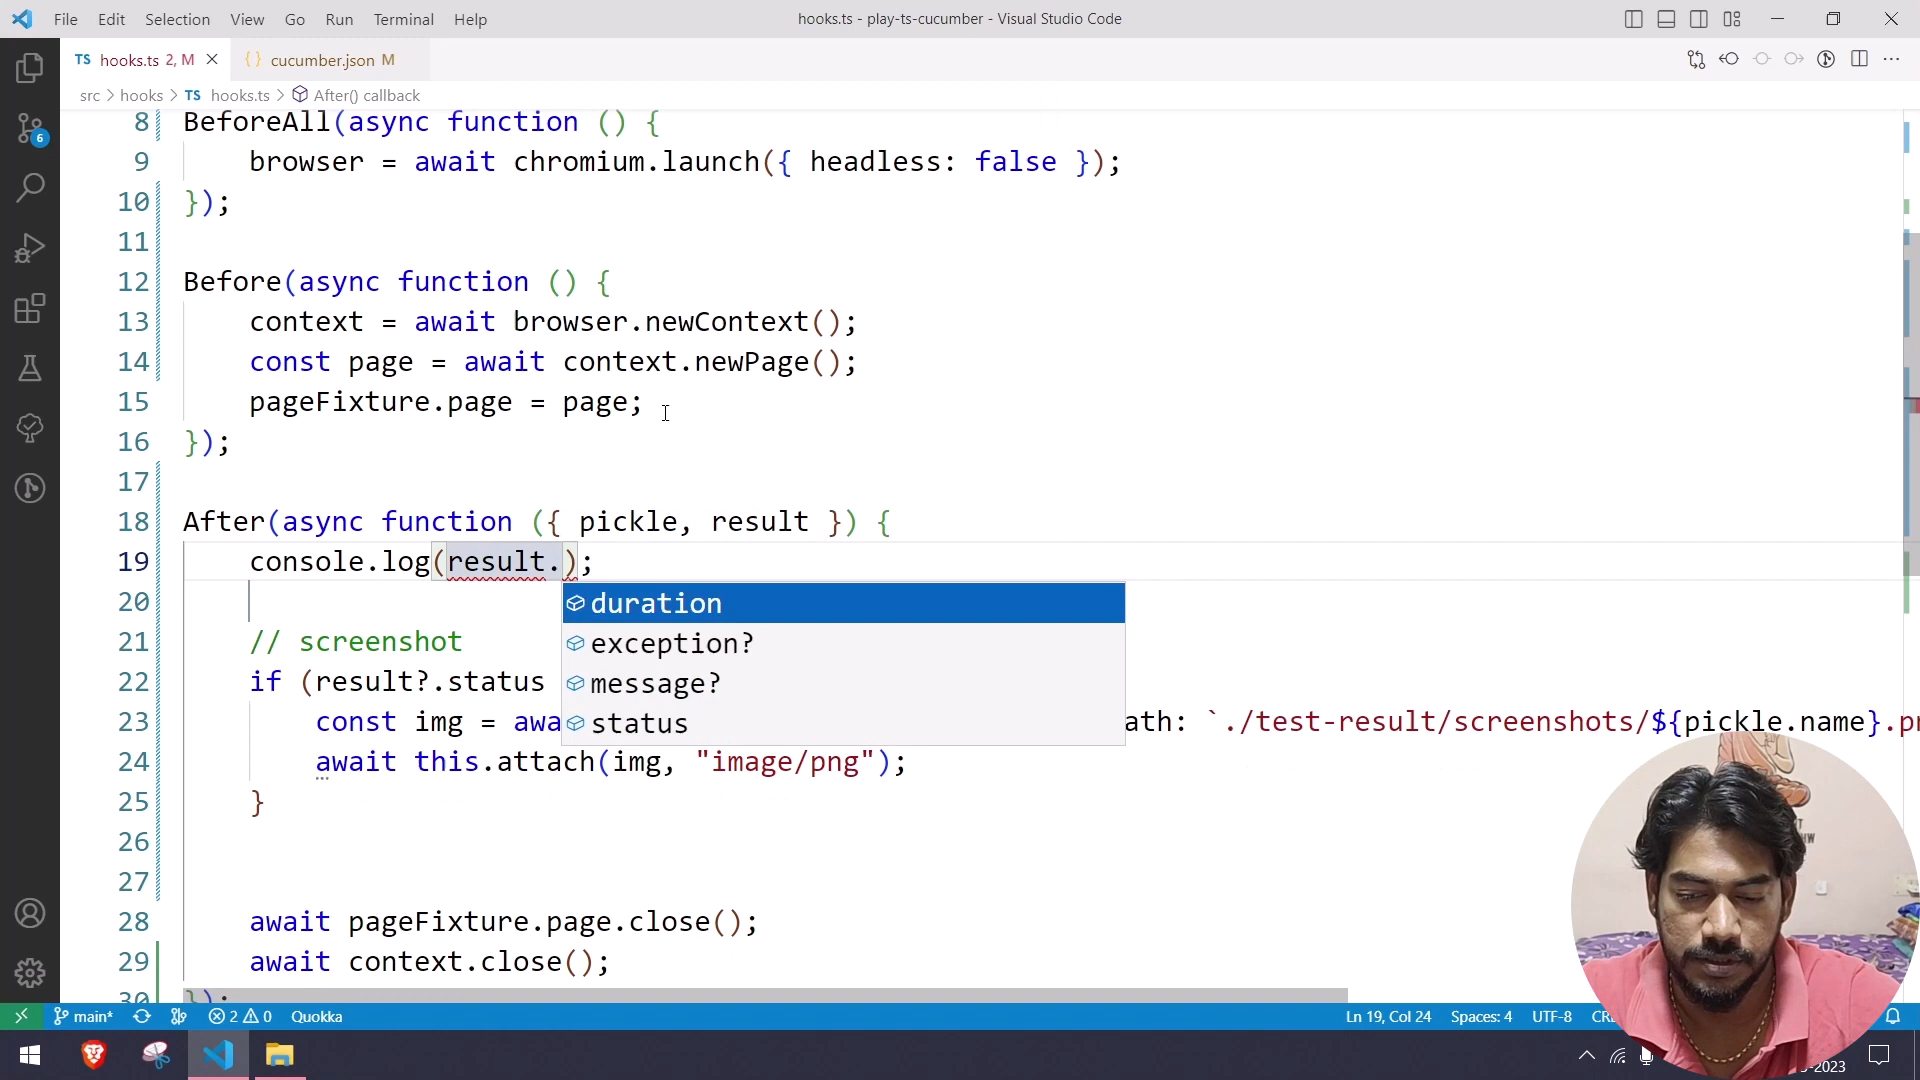 File Edit Selection View Go Run Terminal Help
hooks.ts - play-ts-cucumber - Visual Studio Code
TS hooks.ts 2, M
{} cucumber.json M
src > hooks > TS hooks.ts > After() callback
8 BeforeAll(async function () {
9 browser = await chromium.launch({ headless: false });
10 });
11
12 Before(async function () {
13 context = await browser.newContext();
14 const page = await context.newPage();
15 pageFixture.page = page;
16 });
17
18 After(async function ({ pickle, result }) {
19 console.log(result.);
20
duration
exception?
message?
status
21 // screenshot
22 if (result?.status
23 const img = awa
ath: `./test-result/screenshots/${pickle.name}.pn
24 await this.attach(img, "image/png");
25 }
26
27
28 await pageFixture.page.close();
29 await context.close();
30 });
6
main* 2 0 Quokka
Ln 19, Col 24 Spaces: 4 UTF-8
-2023